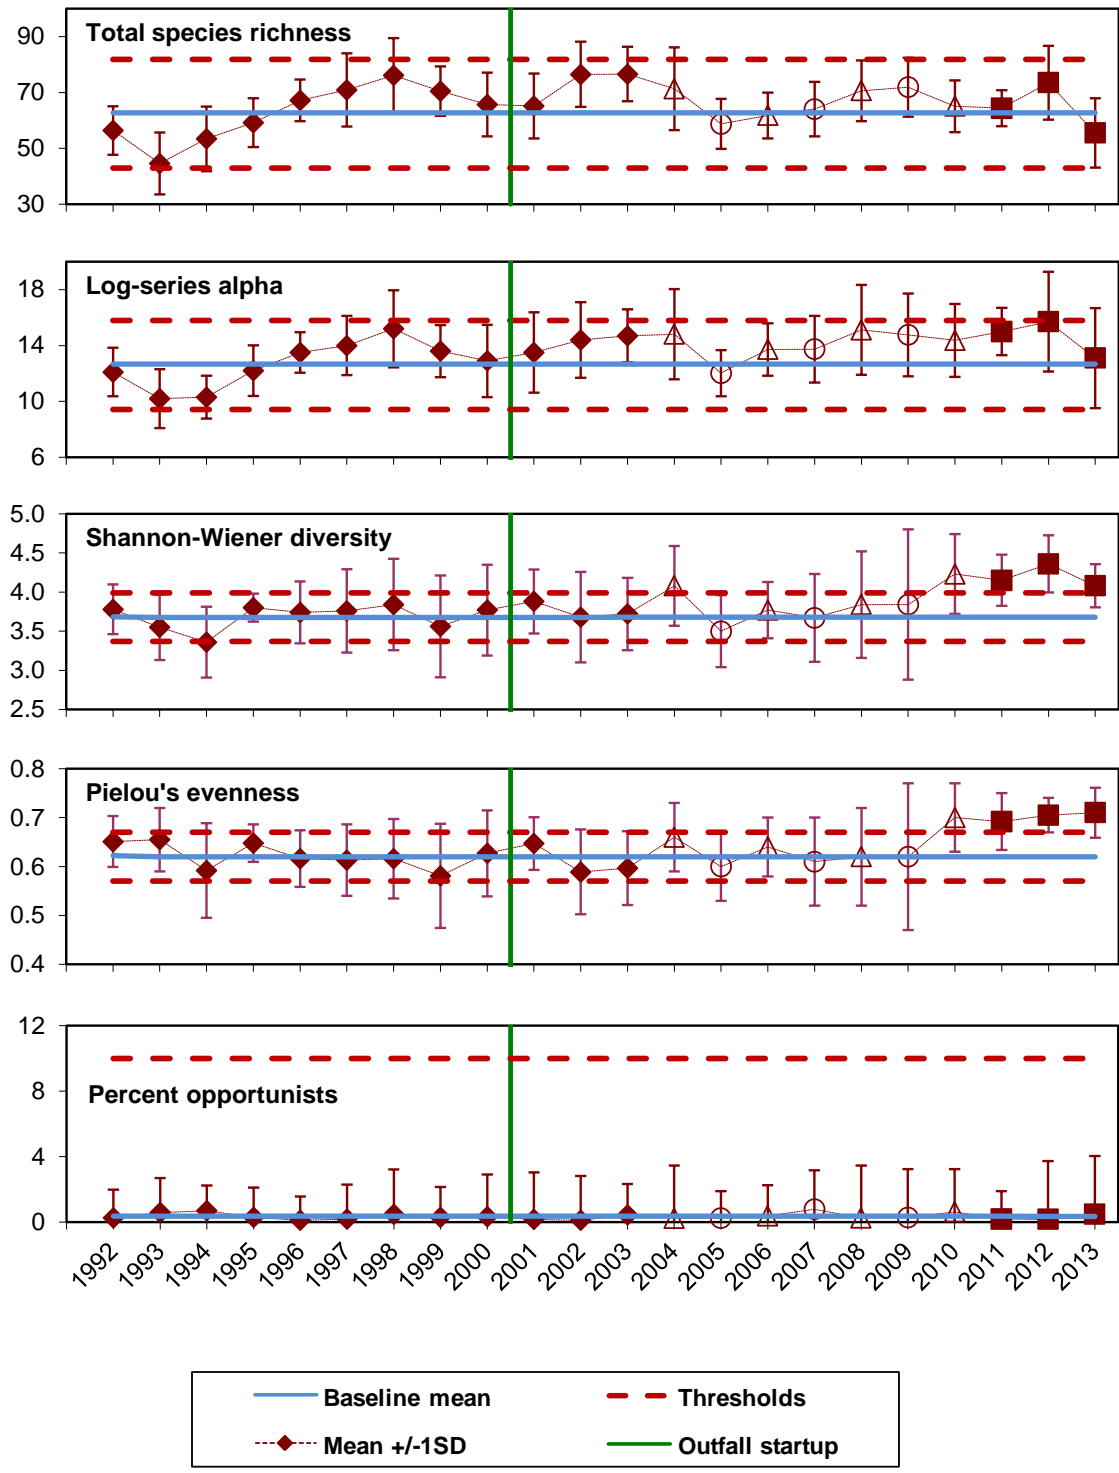 Total species richness
90
70
50
30
Log-series alpha
18
14
10
6
Shannon-Wiener diversity
5.0
4.5
4.0
3.5
3.0
2.5
Pielou's evenness
0.8
0.7
0.6
0.5
0.4
Percent opportunists
12
8
4
0
1992 1993 1994 1995 1996 1997 1998 1999 2000 2001 2002 2003 2004 2005 2006 2007 2008 2009 2010 2011 2012 2013
Baseline mean Thresholds
Mean +/-1SD Outfall startup